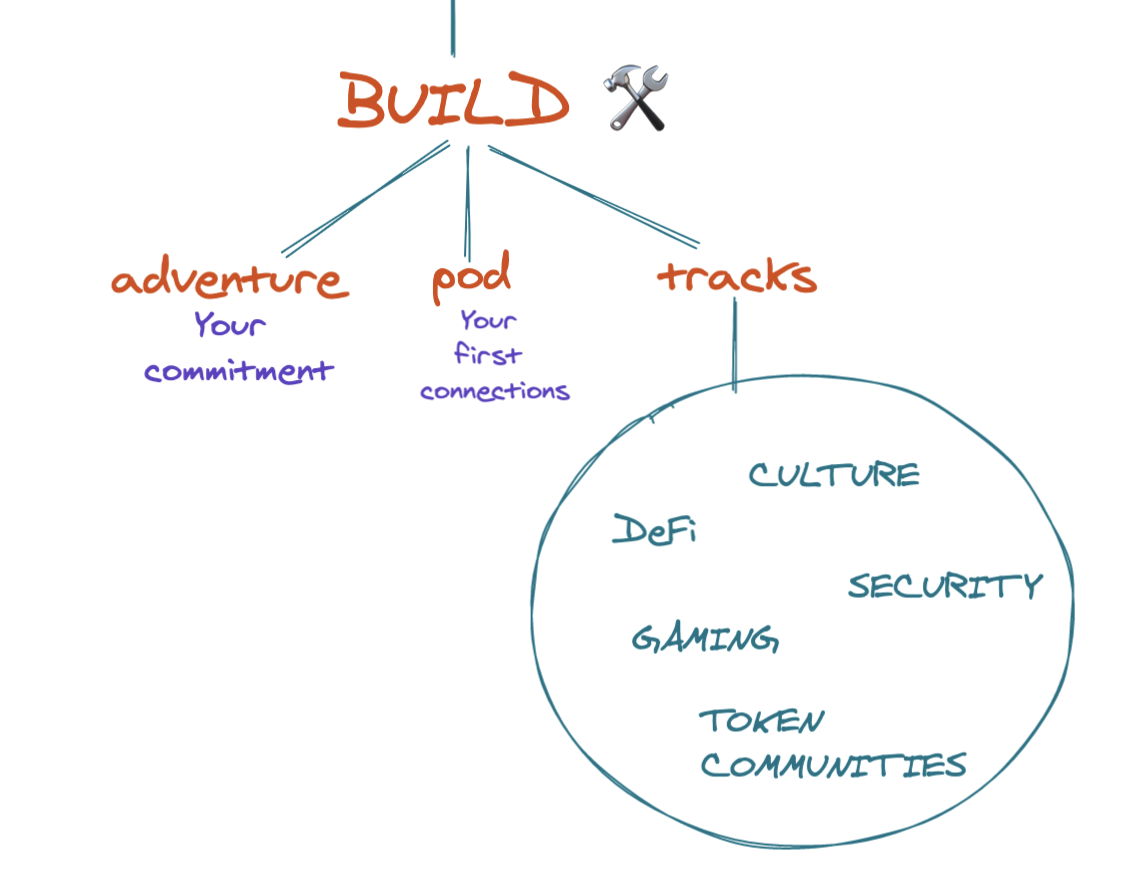 BUILD
adventure
Your
commitment
pod
Your
first
connections
tracks
CULTURE
DeFi
SECURITY
GAMING
TOKEN
COMMUNITIES